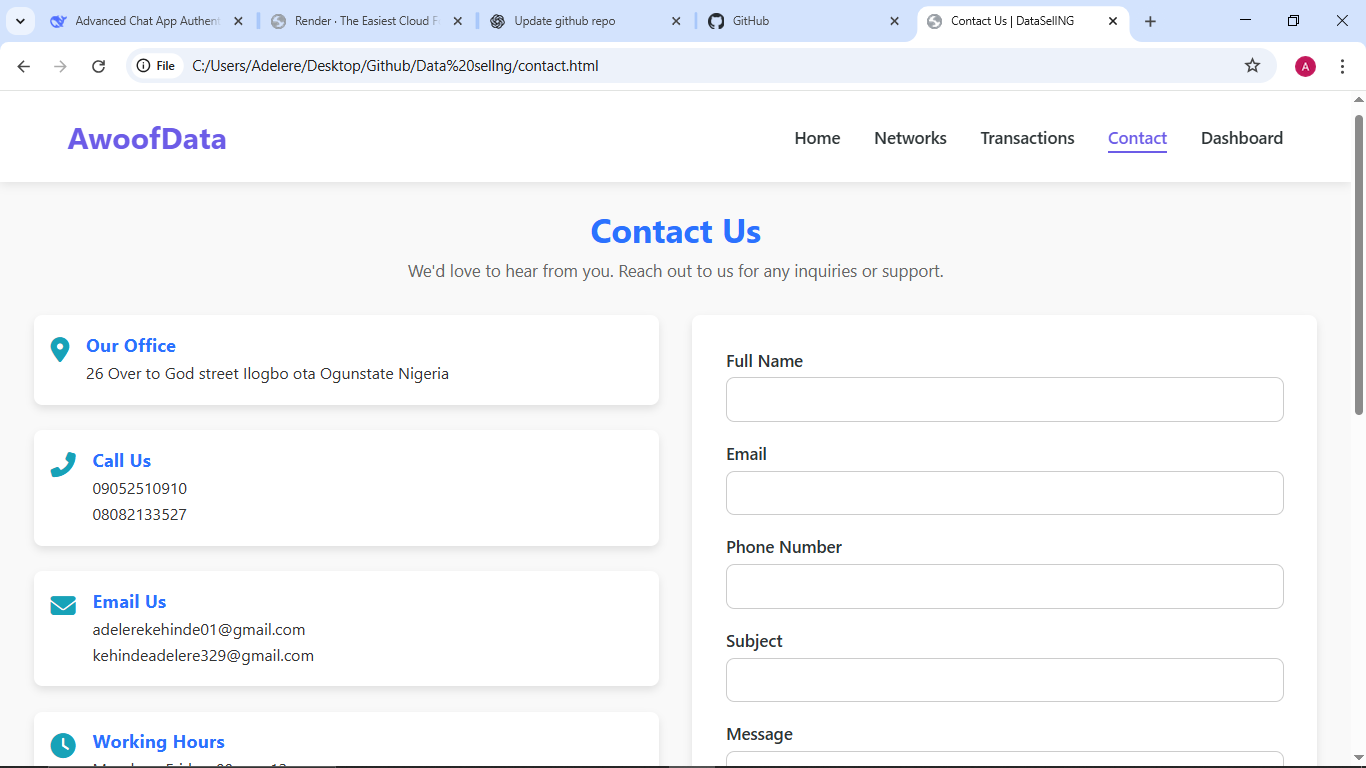 Advanced Chat App Authent
Render · The Easiest Cloud F
Update github repo
GitHub
Contact Us | DataSellNG
File
C:/Users/Adelere/Desktop/Github/Data%20sellng/contact.html
A
AwoofData
Home
Networks
Transactions
Contact
Dashboard
Contact Us
We'd love to hear from you. Reach out to us for any inquiries or support.
Our Office
26 Over to God street Ilogbo ota Ogunstate Nigeria
Call Us
09052510910
08082133527
Email Us
adelerekehinde01@gmail.com
kehindeadelere329@gmail.com
Working Hours
Full Name
Email
Phone Number
Subject
Message